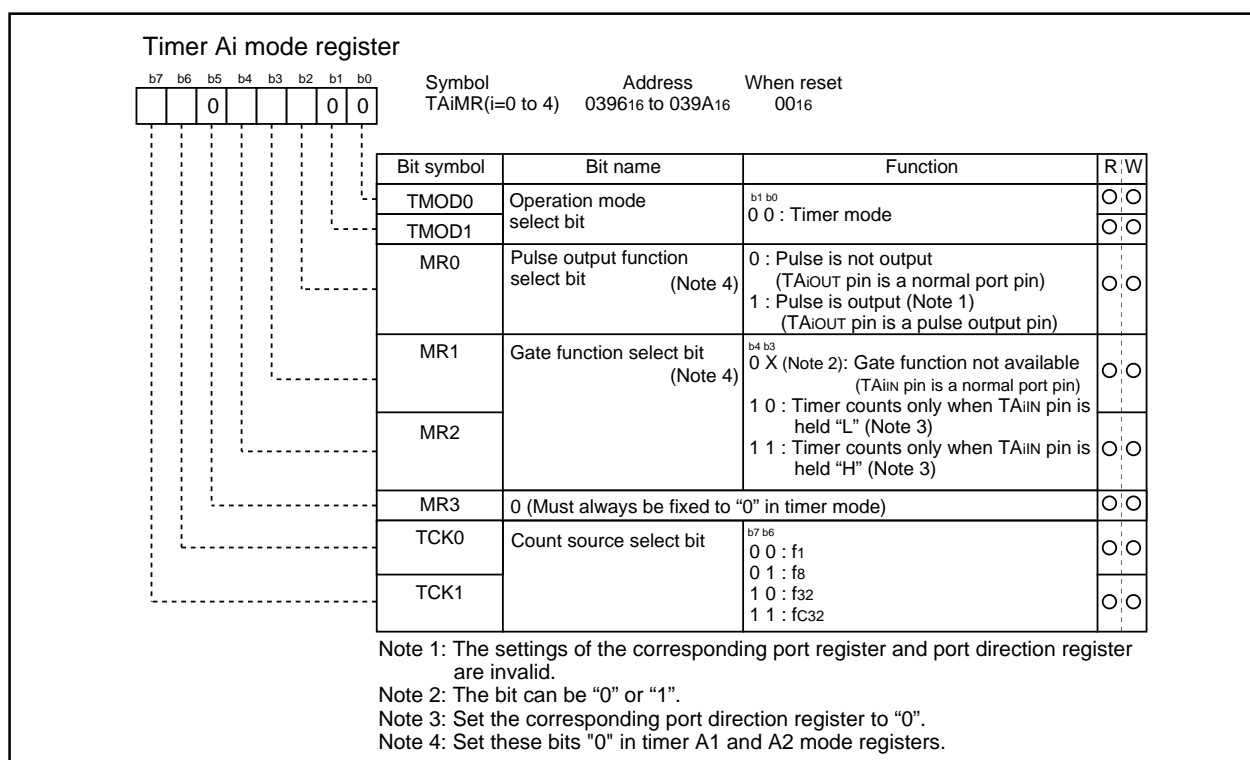 Timer Ai mode register
b7 b6 b5 b4 b3 b2 b1 b0
0 0 0
Symbol Address When reset
TAiMR(i=0 to 4) 039616 to 039A16 0016
Bit symbol Bit name Function R W
TMOD0 Operation mode select bit b1 b0
TMOD1 0 0 : Timer mode
MR0 Pulse output function 0 : Pulse is not output
select bit (Note 4) (TAiOUT pin is a normal port pin)
1 : Pulse is output (Note 1)
(TAiOUT pin is a pulse output pin)
MR1 Gate function select bit b4 b3
(Note 4) 0 X (Note 2): Gate function not available
(TAiIN pin is a normal port pin)
1 0 : Timer counts only when TAiIN pin is
MR2 held “L” (Note 3)
1 1 : Timer counts only when TAiIN pin is
held “H” (Note 3)
MR3 0 (Must always be fixed to “0” in timer mode)
TCK0 Count source select bit b7 b6
0 0 : f1
0 1 : f8
TCK1 1 0 : f32
1 1 : fC32
Note 1: The settings of the corresponding port register and port direction register
are invalid.
Note 2: The bit can be “0” or “1”.
Note 3: Set the corresponding port direction register to “0”.
Note 4: Set these bits "0" in timer A1 and A2 mode registers.